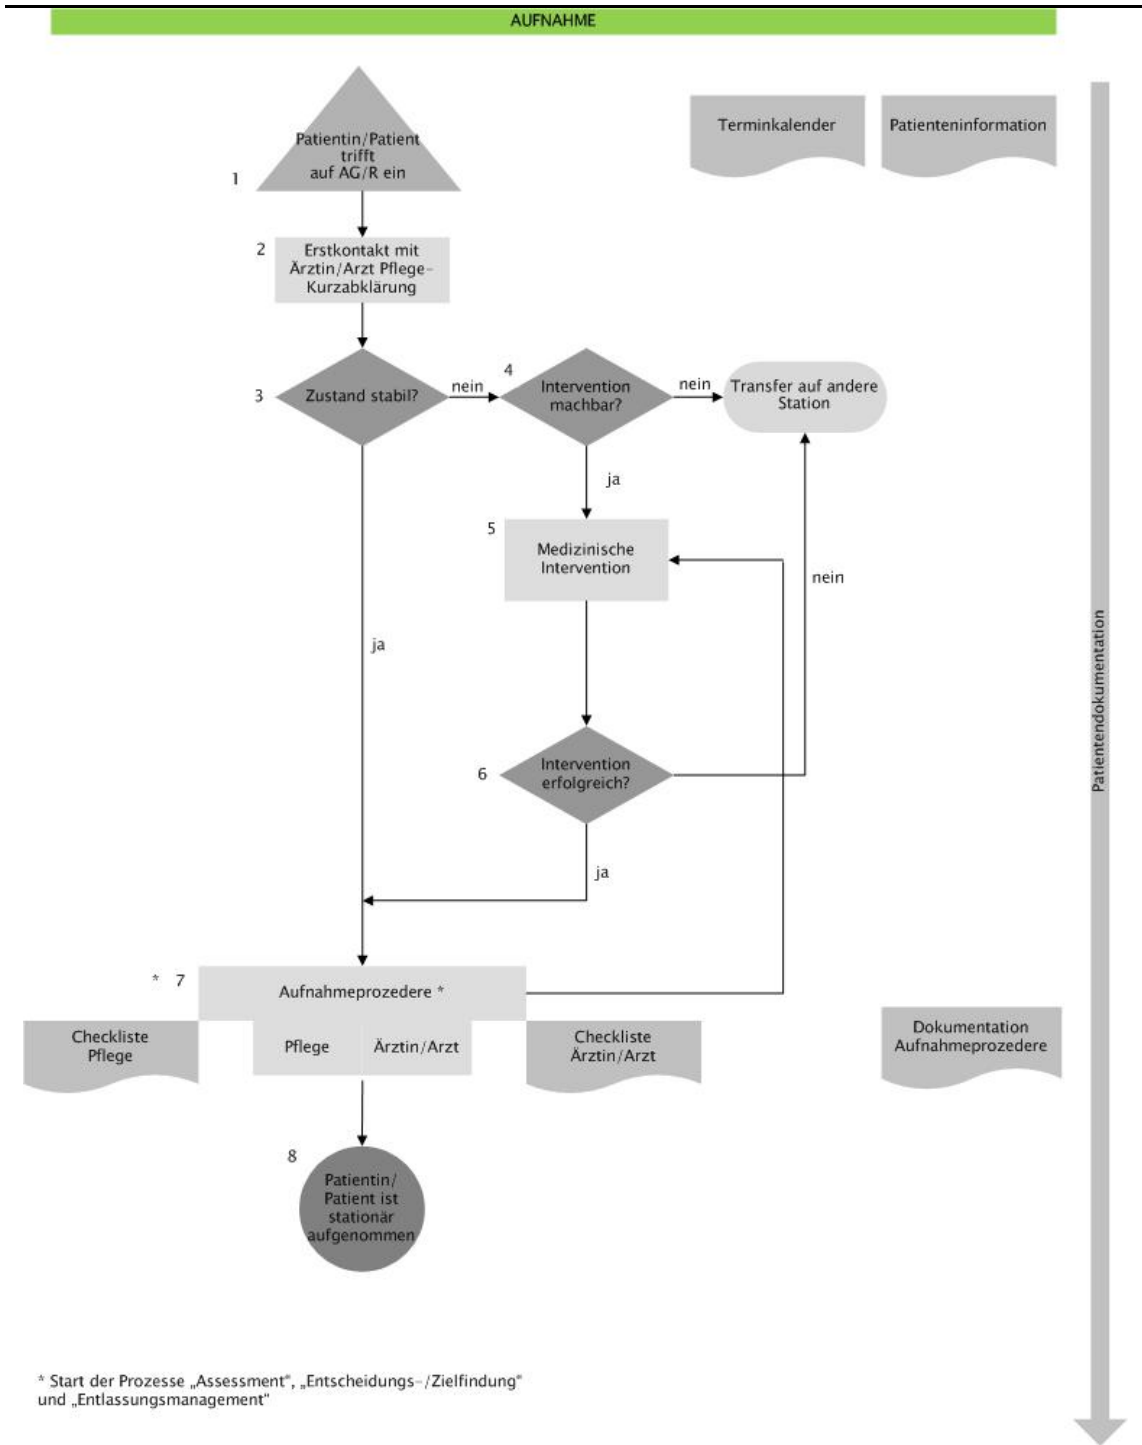 AUFNAHME
Terminkalender
Patienteninformation
Patientin/Patient
trifft
auf AG/R ein
1
2
Erstkontakt mit
Ärztin/Arzt Pflege-
Kurzabklärung
3
Zustand stabil?
nein
4
Intervention
machbar?
nein
Transfer auf andere
Station
ja
5
Medizinische
Intervention
nein
ja
Patientendokumentation
6
Intervention
erfolgreich?
ja
* 7
Aufnahmeprozedere *
Checkliste
Pflege
Pflege
Ärztin/Arzt
Checkliste
Ärztin/Arzt
Dokumentation
Aufnahmeprozedere
8
Patientin/
Patient ist
stationär
aufgenommen
* Start der Prozesse „Assessment“, „Entscheidungs-/Zielfindung“
und „Entlassungsmanagement“